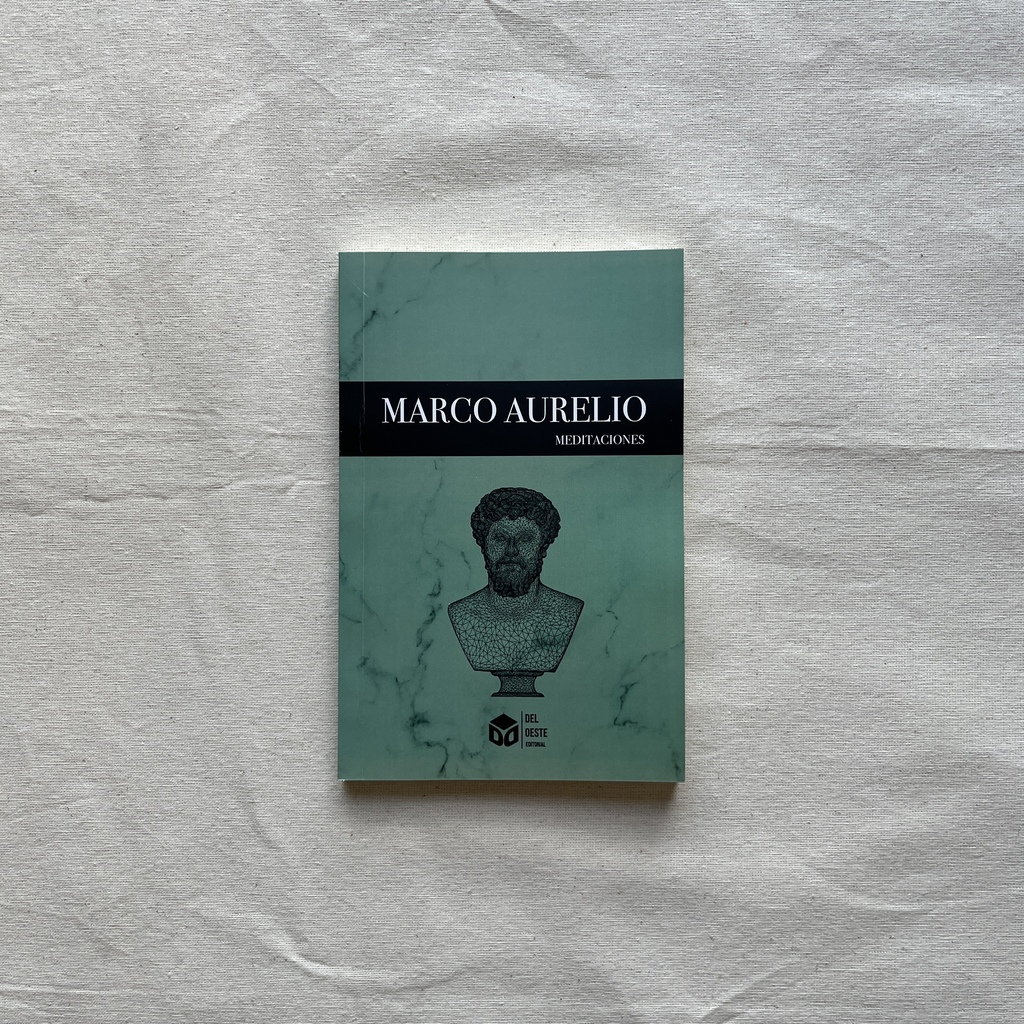 MARCO AURELIO
MEDITACIONES
DEL
OESTE
EDITORIAL